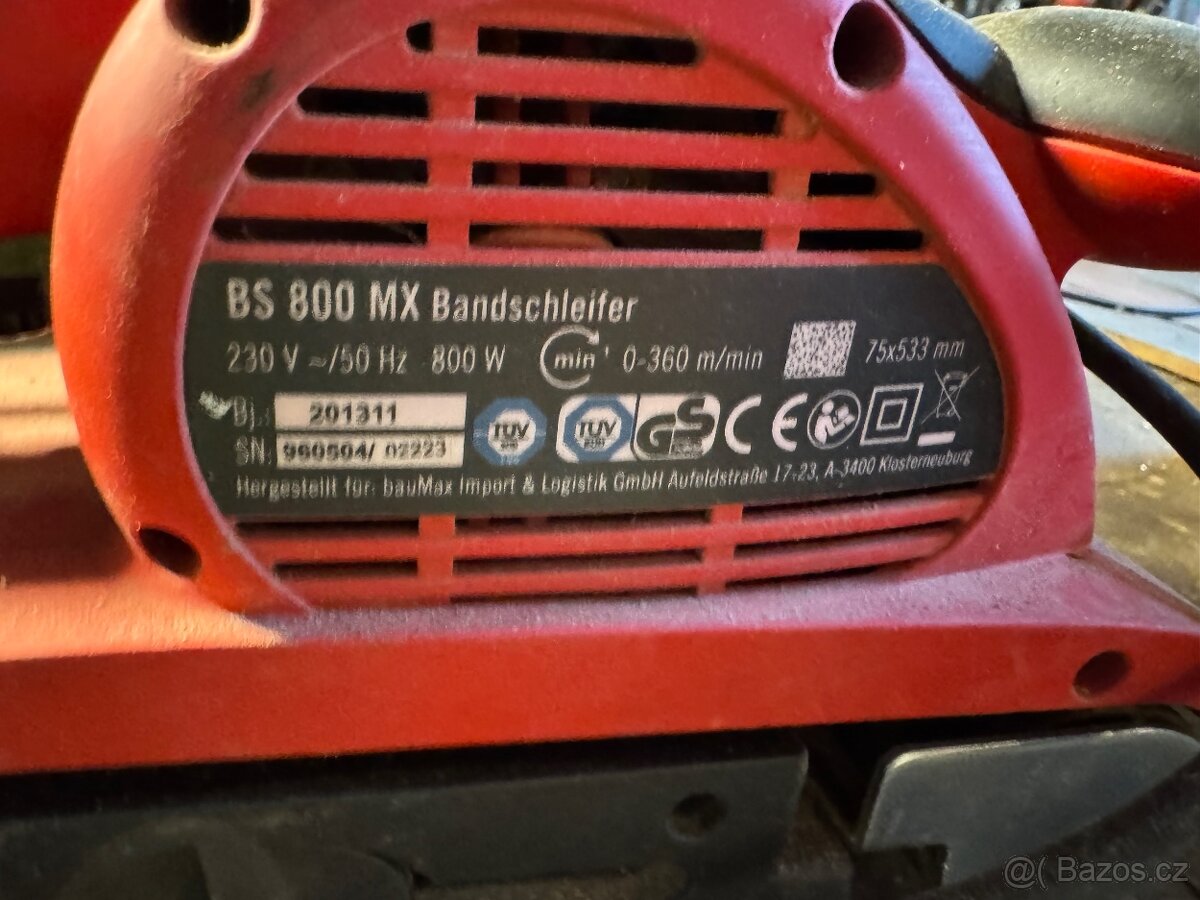 BS 800 MX Bandschleifer
230 V ~/50 Hz 800 W min⁻¹ 0-360 m/min 75x533 mm
Bj.: 201311
SN: 960504/ 02223
TÜV TÜV GS CE
Hergestellt für: bauMax Import & Logistik GmbH Aufeldstraße 17-23, A-3400 Klosterneuburg
@( Bazos.cz